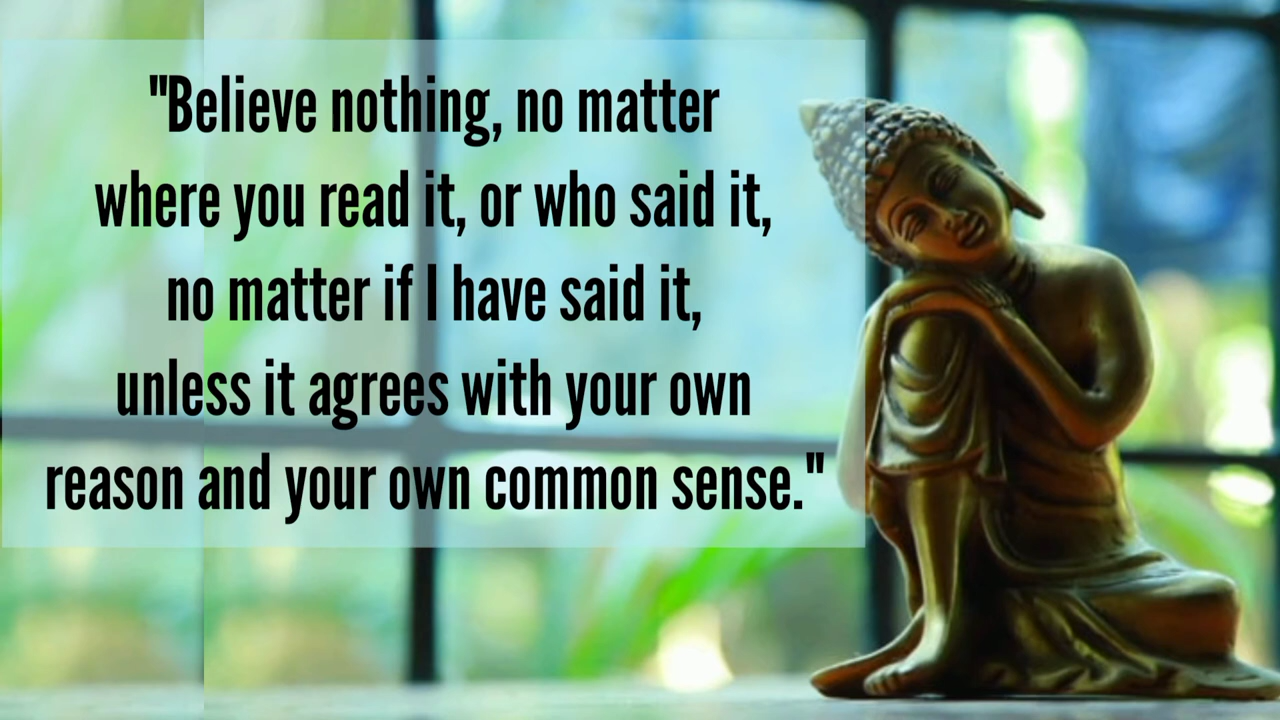 "Believe nothing, no matter
where you read it, or who said it,
no matter if I have said it,
unless it agrees with your own
reason and your own common sense."